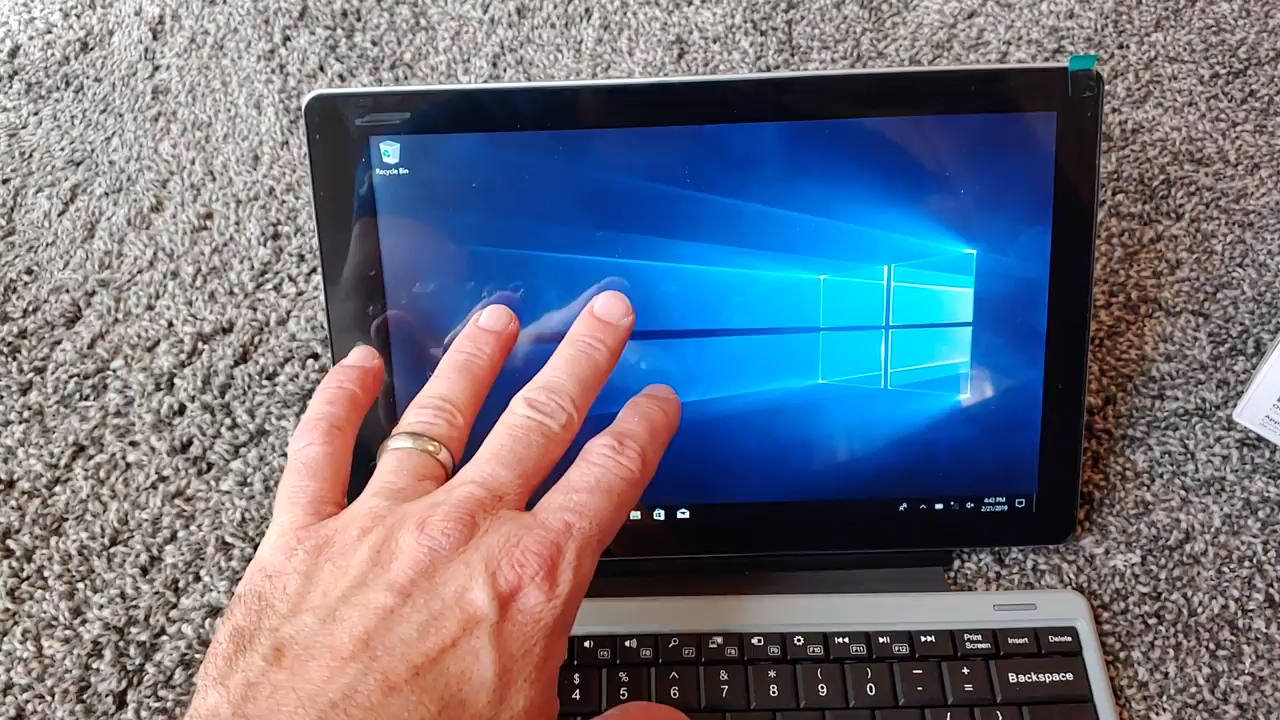 Recycle Bin
4:43 PM
2/21/2019
F5 F6 F7 F8 F9 F10 F11 F12 Print Screen Insert Delete
$ % ^ & * ( ) - + Backspace
4 5 6 7 8 9 0 - =